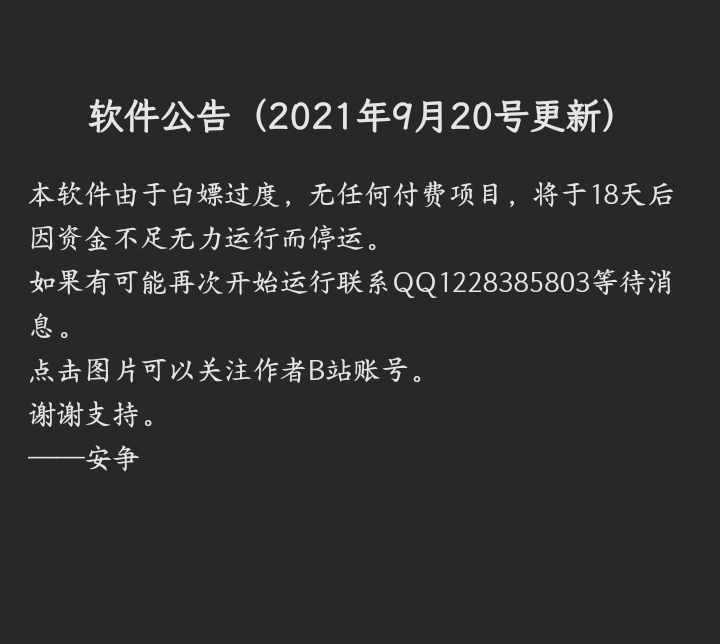 软件公告（2021年9月20号更新）
本软件由于白嫖过度，无任何付费项目，将于18天后
因资金不足无力运行而停运。
如果有可能再次开始运行联系QQ1228385803等待消
息。
点击图片可以关注作者B站账号。
谢谢支持。
——安争